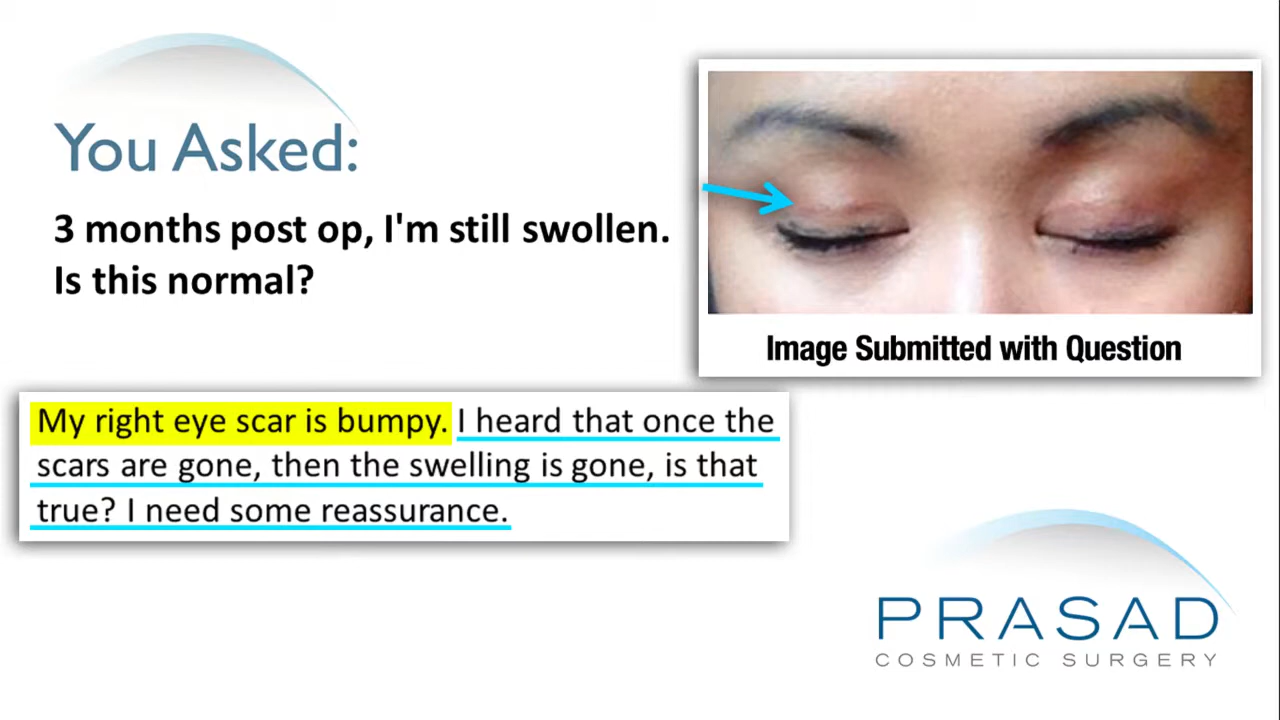 You Asked:
3 months post op, I'm still swollen.
Is this normal?
Image Submitted with Question
My right eye scar is bumpy. I heard that once the
scars are gone, then the swelling is gone, is that
true? I need some reassurance.
PRASAD
COSMETIC SURGERY